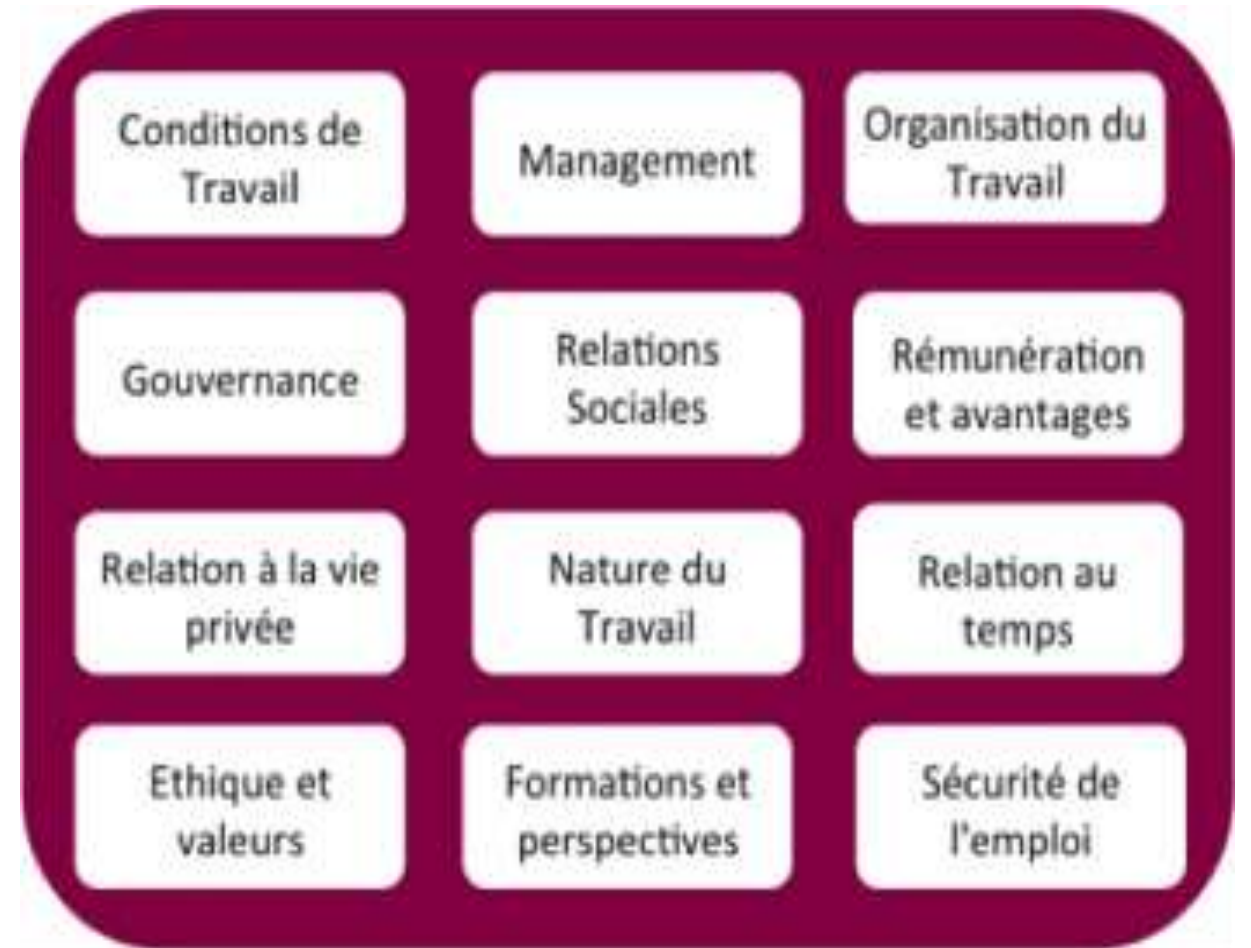 Conditions de
Travail
Management
Organisation du
Travail
Gouvernance
Relations
Sociales
Rémunération
et avantages
Relation à la vie
privée
Nature du
Travail
Relation au
temps
Ethique et
valeurs
Formations et
perspectives
Sécurité de
l'emploi